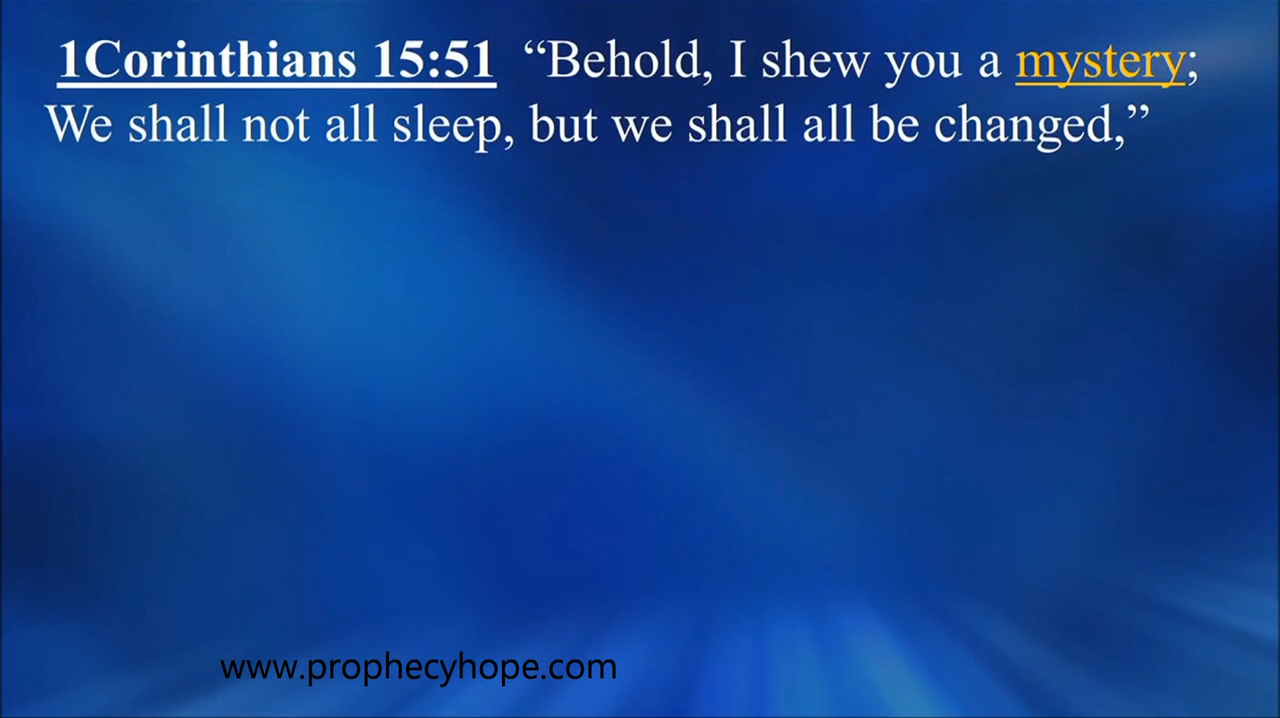 1Corinthians 15:51 “Behold, I shew you a mystery;
We shall not all sleep, but we shall all be changed,”
www.prophecyhope.com